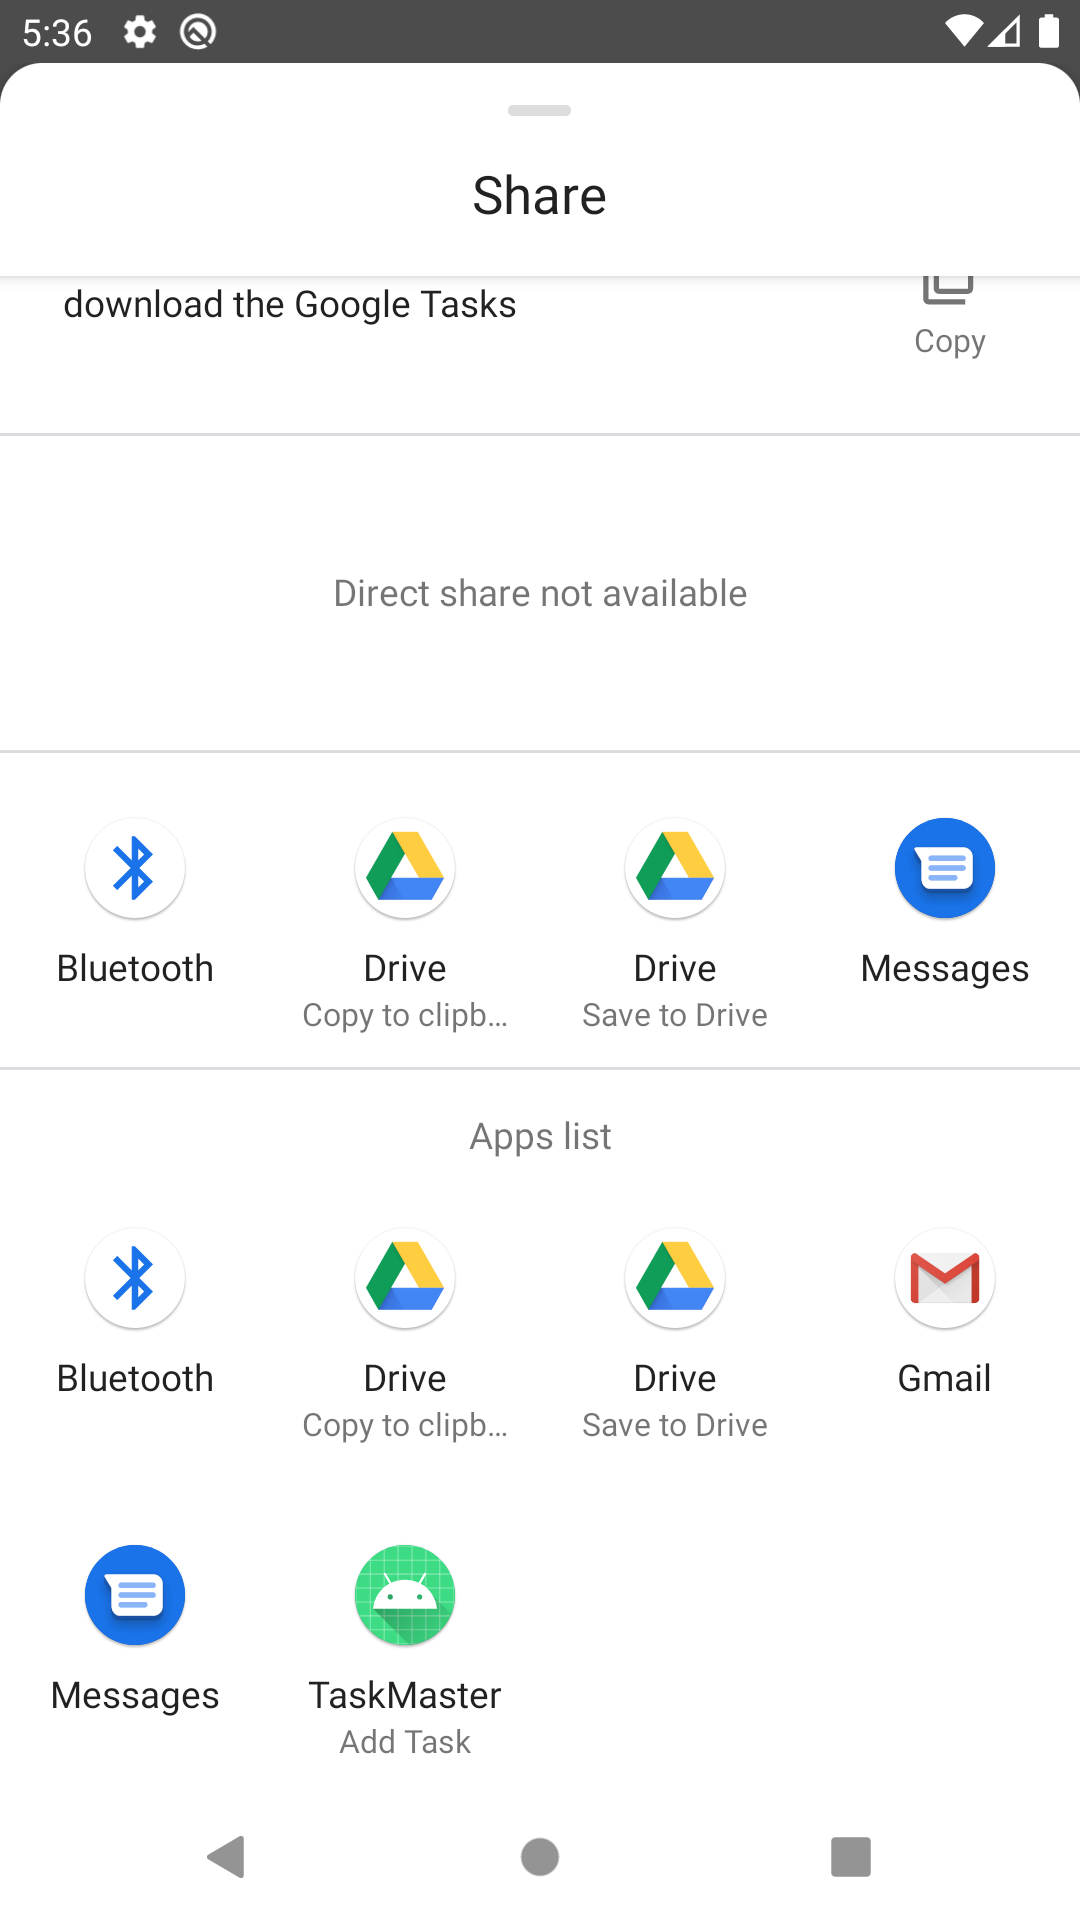 5:36
Share
download the Google Tasks
Copy
Direct share not available
Bluetooth
Drive
Copy to clipb...
Drive
Save to Drive
Messages
Apps list
Bluetooth
Drive
Copy to clipb...
Drive
Save to Drive
Gmail
Messages
TaskMaster
Add Task